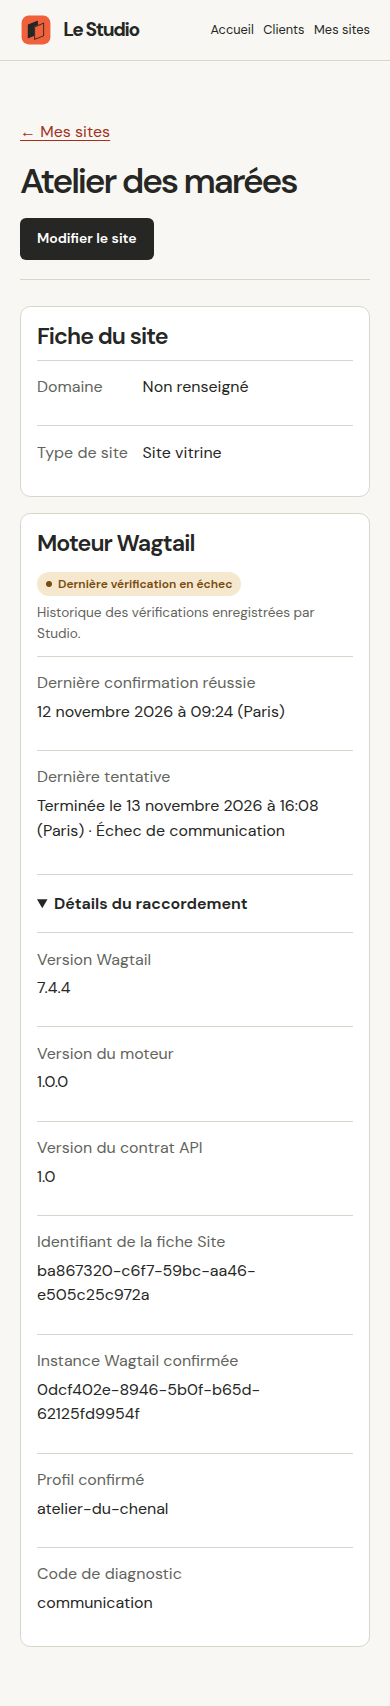 Le Studio
Accueil Clients Mes sites
← Mes sites
Atelier des marées
Modifier le site
Fiche du site
Domaine Non renseigné
Type de site Site vitrine
Moteur Wagtail
Dernière vérification en échec
Historique des vérifications enregistrées par
Studio.
Dernière confirmation réussie
12 novembre 2026 à 09:24 (Paris)
Dernière tentative
Terminée le 13 novembre 2026 à 16:08
(Paris) · Échec de communication
▼ Détails du raccordement
Version Wagtail
7.4.4
Version du moteur
1.0.0
Version du contrat API
1.0
Identifiant de la fiche Site
ba867320-c6f7-59bc-aa46-
e505c25c972a
Instance Wagtail confirmée
0dcf402e-8946-5b0f-b65d-
62125fd9954f
Profil confirmé
atelier-du-chenal
Code de diagnostic
communication